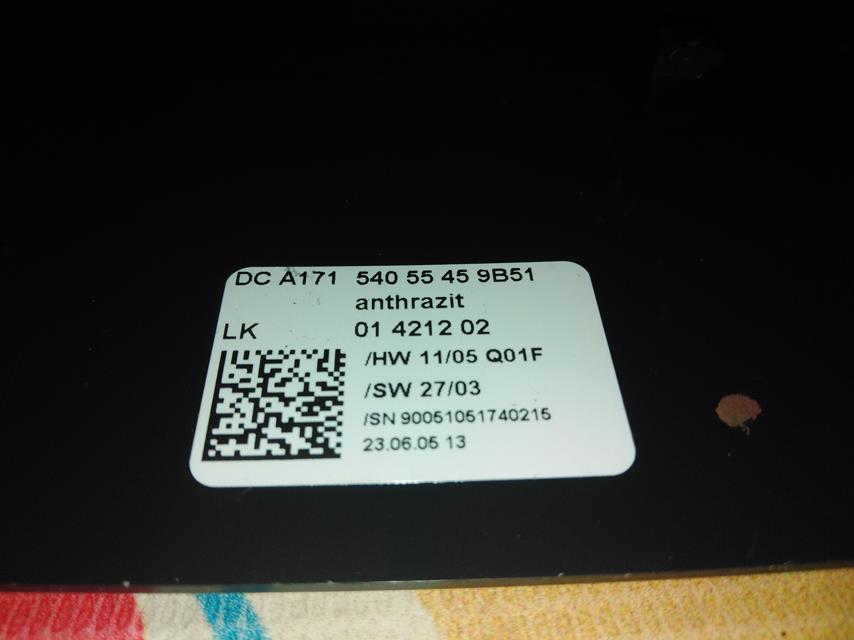 DC A171 540 55 45 9B51
anthrazit
LK 01 4212 02
/HW 11/05 Q01F
/SW 27/03
/SN 90051051740215
23.06.05 13